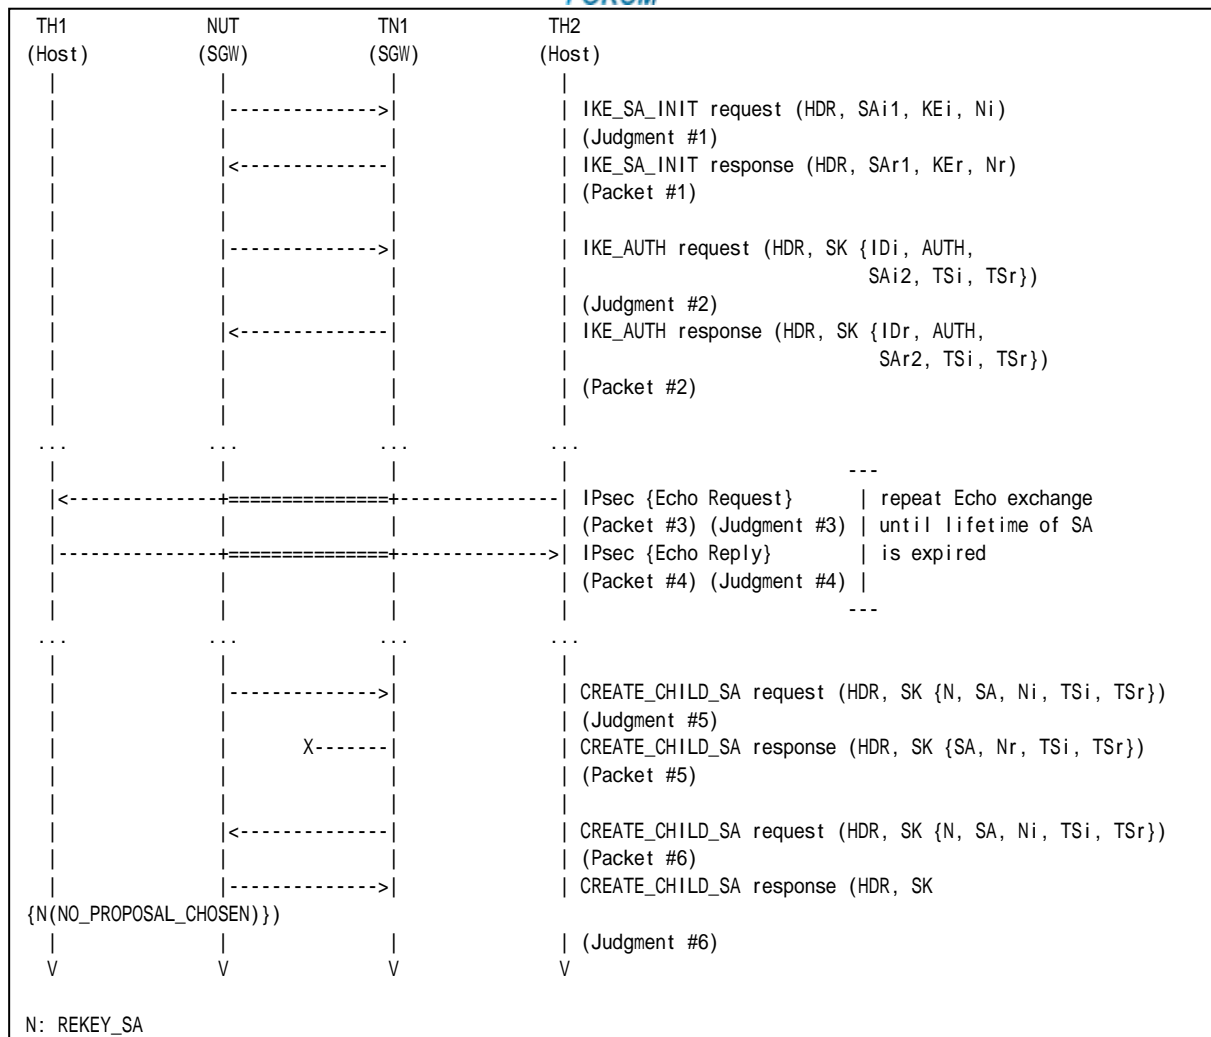 FORUM
TH1 NUT TN1 TH2
(Host) (SGW) (SGW) (Host)
| | | |
| |-------------->| | IKE_SA_INIT request (HDR, SAi1, KEi, Ni)
| | | | (Judgment #1)
| |<--------------| | IKE_SA_INIT response (HDR, SAr1, KEr, Nr)
| | | | (Packet #1)
| | | |
| |-------------->| | IKE_AUTH request (HDR, SK {IDi, AUTH,
| | | | SAi2, TSi, TSr})
| | | | (Judgment #2)
| |<--------------| | IKE_AUTH response (HDR, SK {IDr, AUTH,
| | | | SAr2, TSi, TSr})
| | | | (Packet #2)
| | | |
... ... ... ...
| | | | ---
|<--------------+===============+---------------| IPsec {Echo Request} | repeat Echo exchange
| | | | (Packet #3) (Judgment #3) | until lifetime of SA
|---------------+===============+-------------->| IPsec {Echo Reply} | is expired
| | | | (Packet #4) (Judgment #4) |
| | | | ---
... ... ... ...
| | | |
| |-------------->| | CREATE_CHILD_SA request (HDR, SK {N, SA, Ni, TSi, TSr})
| | | | (Judgment #5)
| | X-------| | CREATE_CHILD_SA response (HDR, SK {SA, Nr, TSi, TSr})
| | | | (Packet #5)
| | | |
| |<--------------| | CREATE_CHILD_SA request (HDR, SK {N, SA, Ni, TSi, TSr})
| | | | (Packet #6)
| |-------------->| | CREATE_CHILD_SA response (HDR, SK
{N(NO_PROPOSAL_CHOSEN)})
| | | | (Judgment #6)
V V V V
N: REKEY_SA